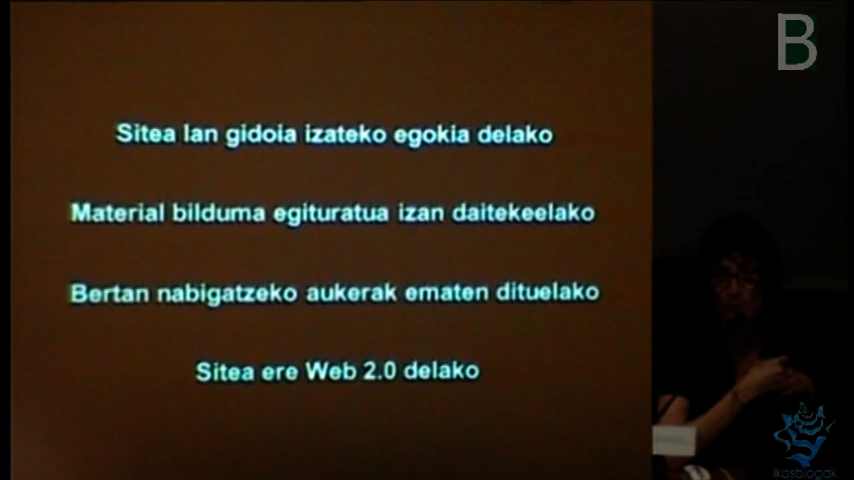 B
Sitea lan gidoia izateko egokia delako
Material bilduma egituratua izan daitekeelako
Bertan nabigatzeko aukerak ematen dituelako
Sitea ere Web 2.0 delako
ikasblogak